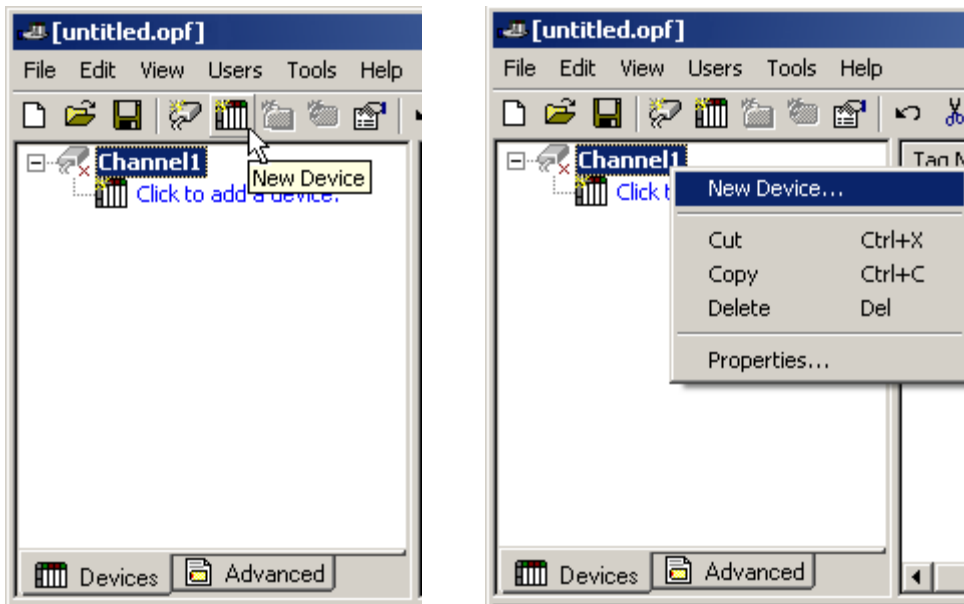 [untitled.opf]
File Edit View Users Tools Help
Channel1
New Device
Click to add a device.
Devices Advanced
[untitled.opf]
File Edit View Users Tools Help
Channel1
Tag
Click
New Device...
Cut Ctrl+X
Copy Ctrl+C
Delete Del
Properties...
Devices Advanced